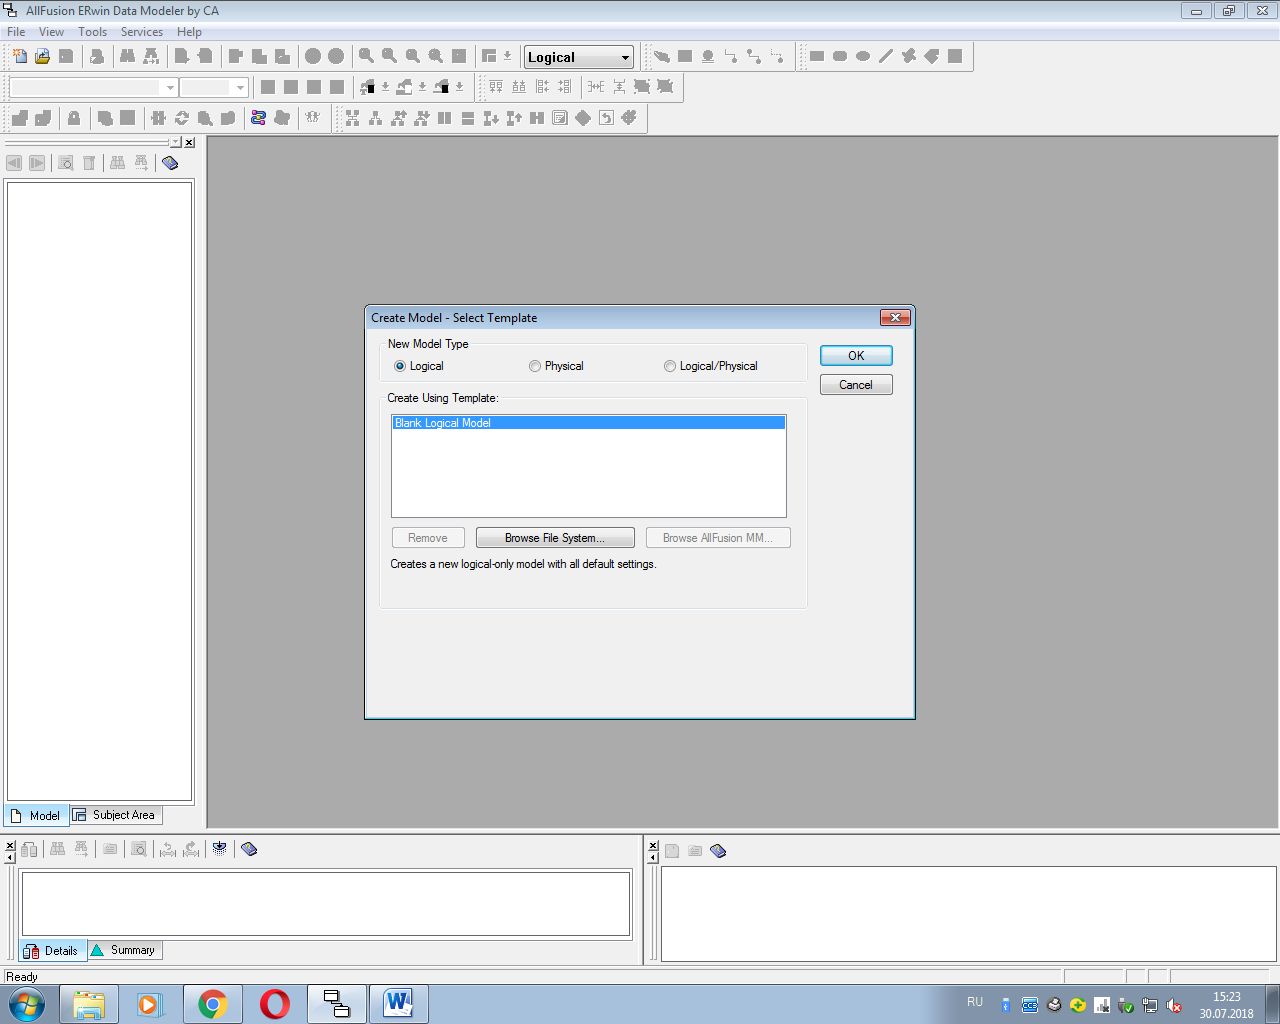 AllFusion ERwin Data Modeler by CA
File View Tools Services Help
Logical
Create Model - Select Template
New Model Type
Logical Physical Logical/Physical
OK
Cancel
Create Using Template:
Blank Logical Model
Remove Browse File System... Browse AllFusion MM...
Creates a new logical-only model with all default settings.
Model Subject Area
Details Summary
Ready
RU
15:23
30.07.2018